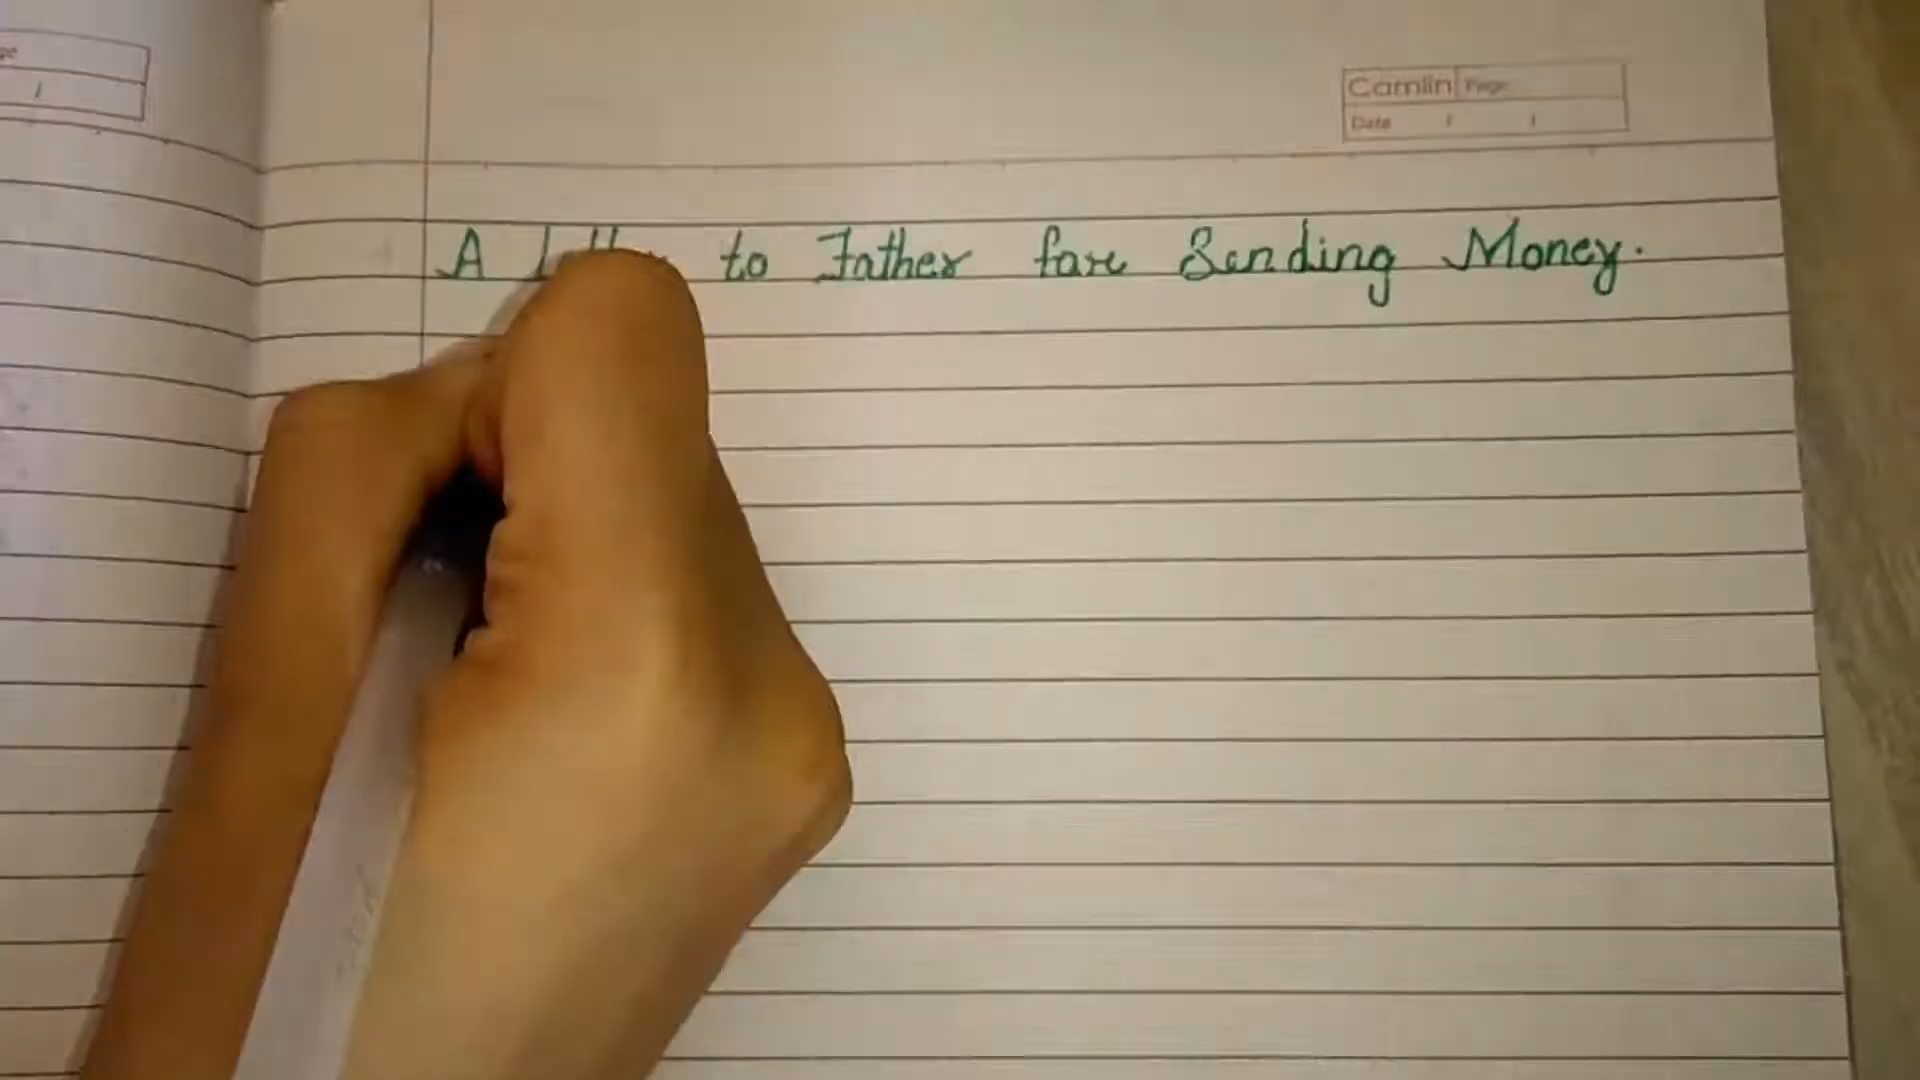 Camlin Page
Date / /
A to Father for Sending Money.